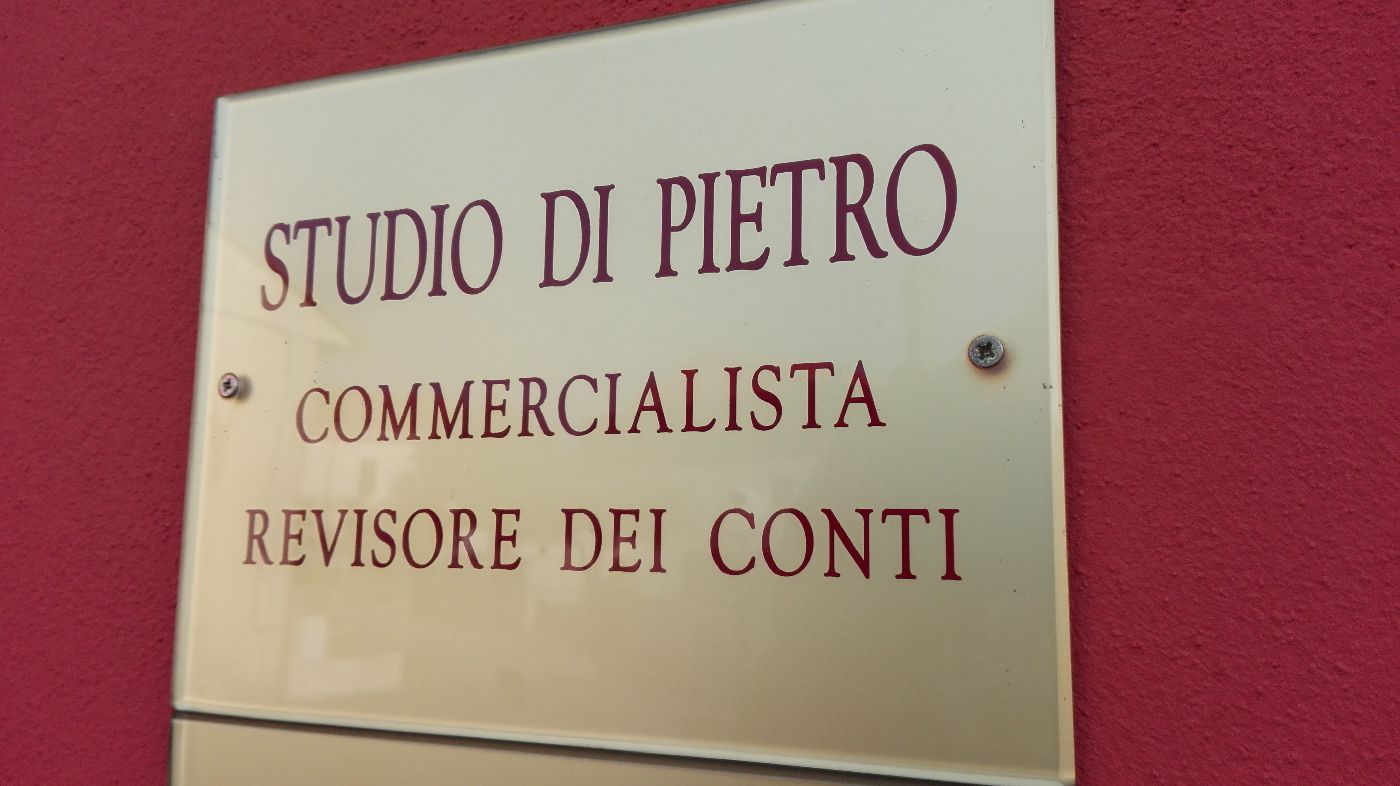 STUDIO DI PIETRO
COMMERCIALISTA
REVISORE DEI CONTI